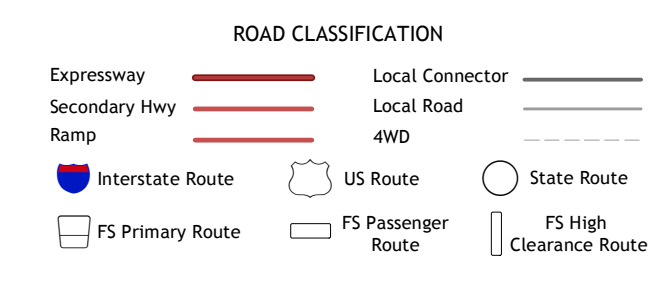 ROAD CLASSIFICATION
Expressway
Local Connector
Secondary Hwy
Local Road
Ramp
4WD
Interstate Route
US Route
State Route
FS Primary Route
FS Passenger
Route
FS High
Clearance Route